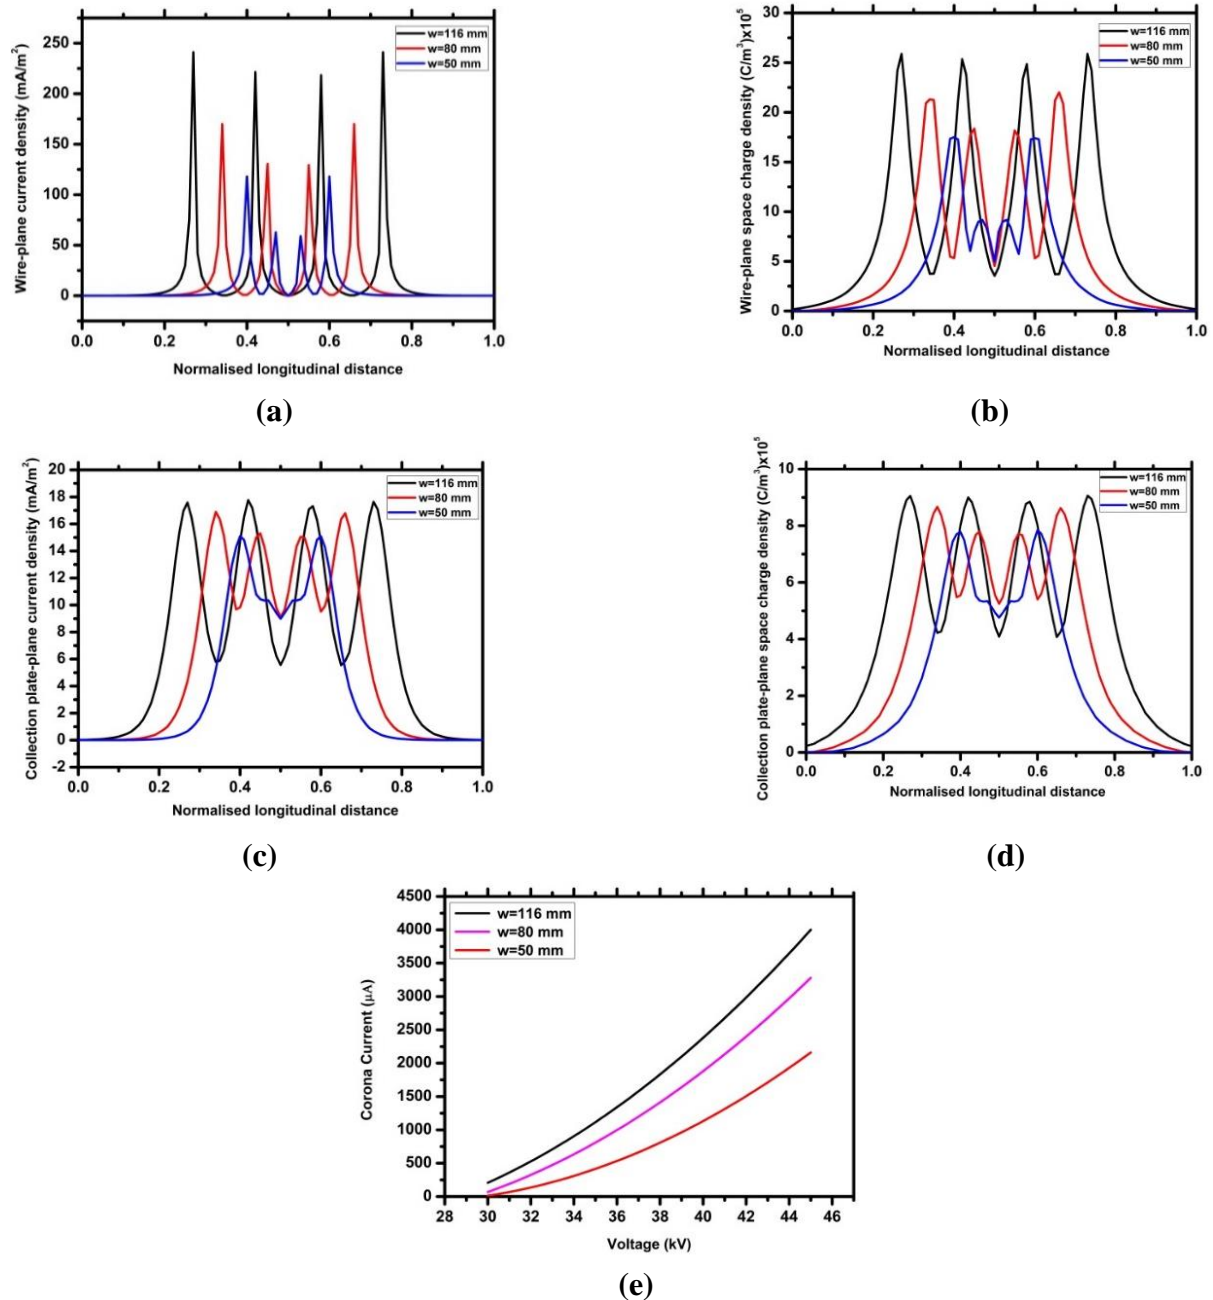 Wire-plane current density (mA/m²)
250
200
150
100
50
0
w=116 mm
w=80 mm
w=50 mm
0.0 0.2 0.4 0.6 0.8 1.0
Normalised longitudinal distance
(a)
Wire-plane space charge density (C/m³)x10⁵
30
25
20
15
10
5
0
w=116 mm
w=80 mm
w=50 mm
0.0 0.2 0.4 0.6 0.8 1.0
Normalised longitudinal distance
(b)
Collection plate-plane current density (mA/m²)
20
18
16
14
12
10
8
6
4
2
0
-2
w=116 mm
w=80 mm
w=50 mm
0.0 0.2 0.4 0.6 0.8 1.0
Normalised longitudinal distance
(c)
Collection plate-plane space charge density (C/m³)x10⁵
10
8
6
4
2
0
w=116 mm
w=80 mm
w=50 mm
0.0 0.2 0.4 0.6 0.8 1.0
Normalised longitudinal distance
(d)
Corona Current (μA)
4500
4000
3500
3000
2500
2000
1500
1000
500
0
w=116 mm
w=80 mm
w=50 mm
28 30 32 34 36 38 40 42 44 46
Voltage (kV)
(e)